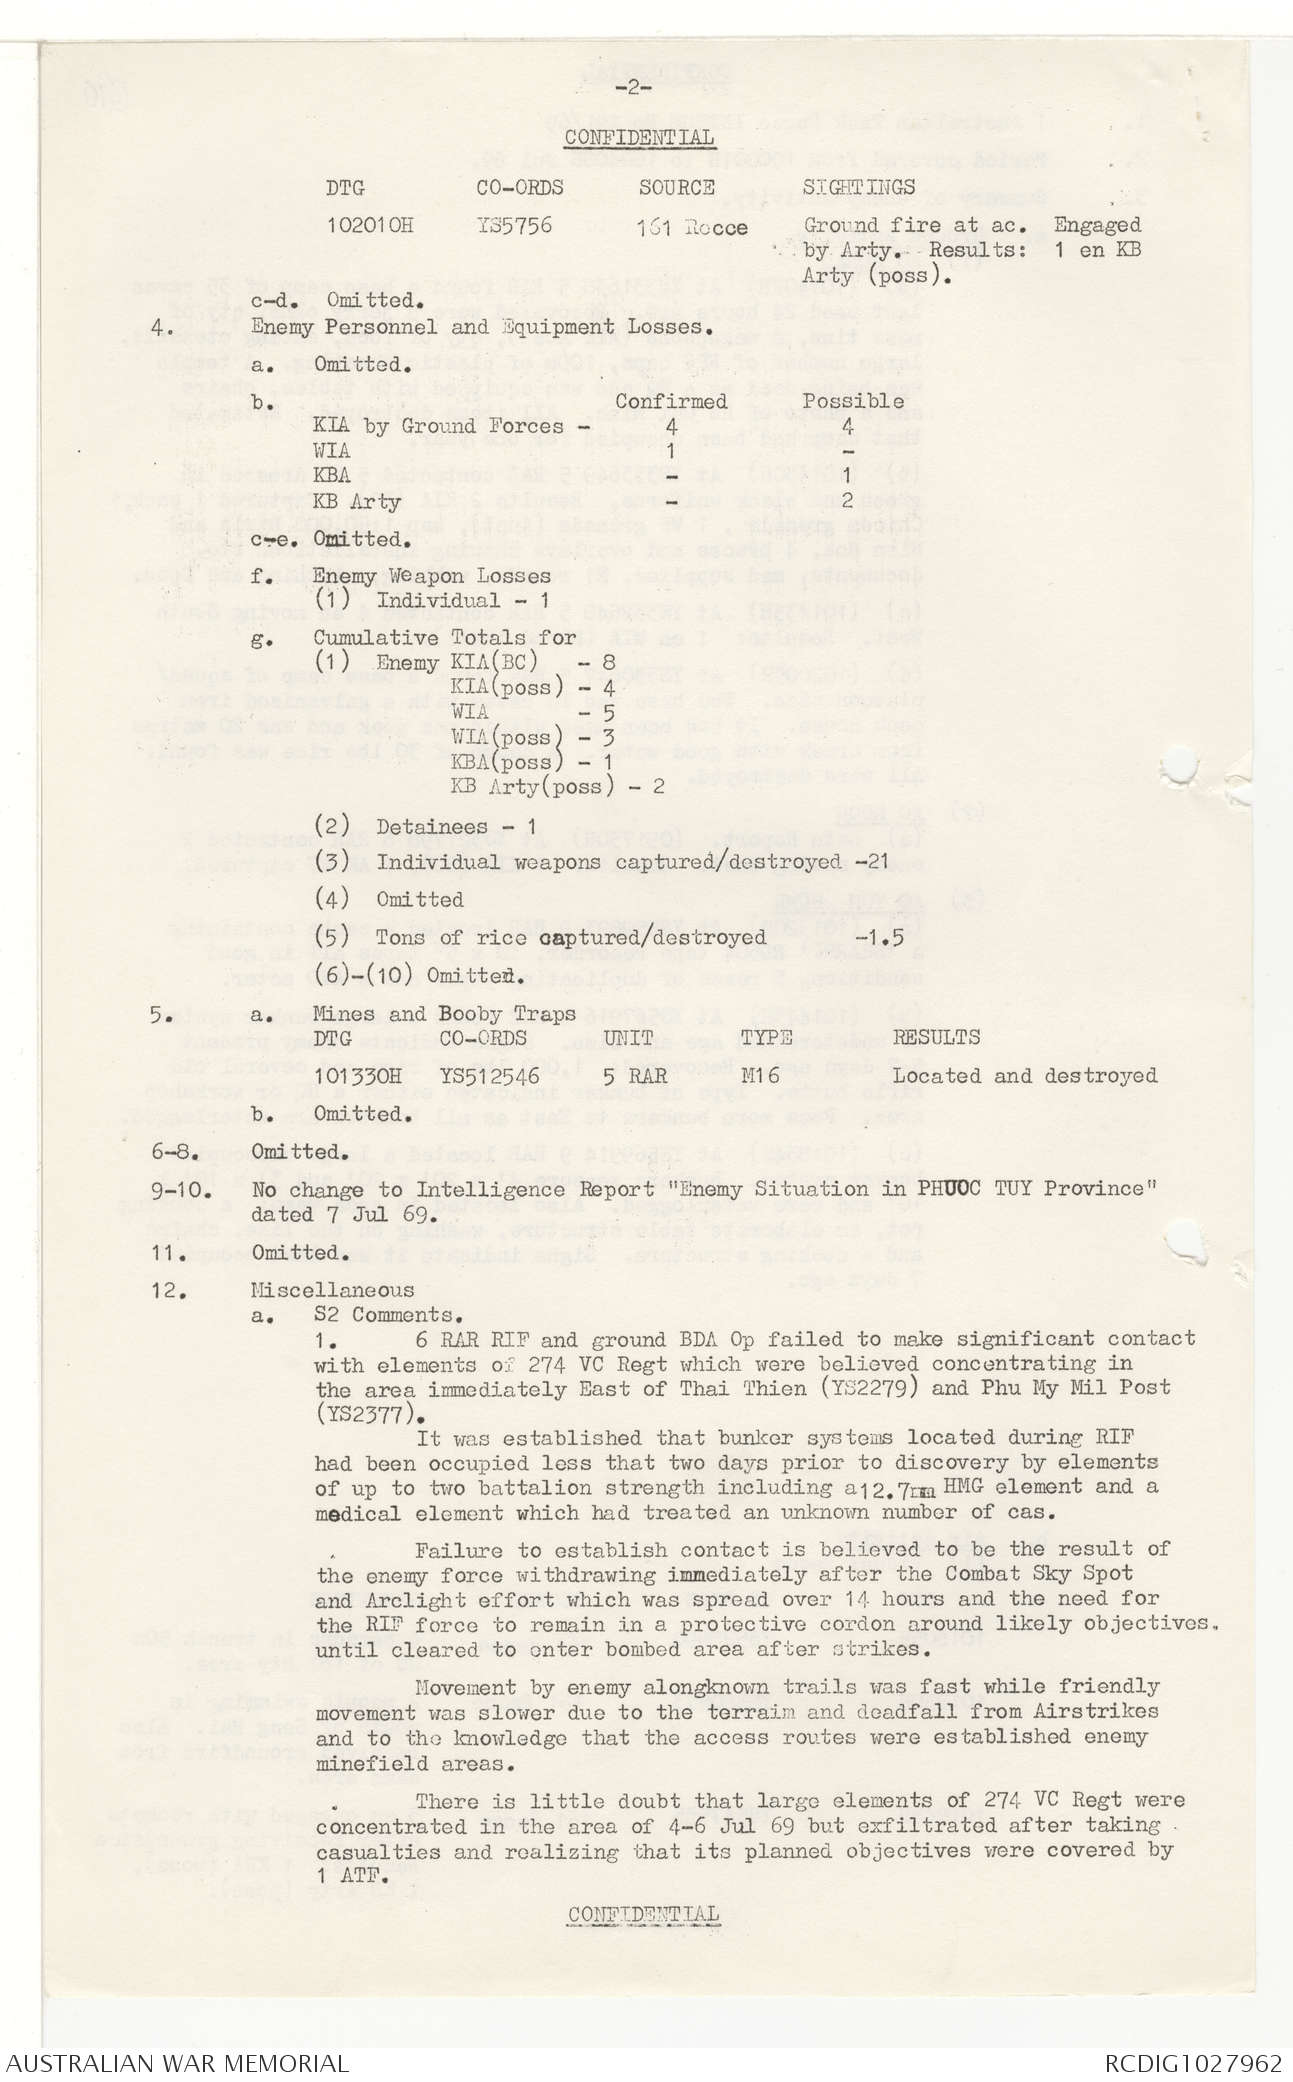 -2-
CONFIDENTIAL
DTG CO-ORDS SOURCE SIGHTINGS
102010H YS5756 161 Recce Ground fire at ac. Engaged
by Arty. Results: 1 en KB
Arty (poss).
c-d. Omitted.
4. Enemy Personnel and Equipment Losses.
a. Omitted.
b. Confirmed Possible
KIA by Ground Forces - 4 4
WIA 1 -
KBA - 1
KB Arty - 2
c-e. Omitted.
f. Enemy Weapon Losses
(1) Individual - 1
g. Cumulative Totals for
(1) Enemy KIA(BC) - 8
KIA(poss) - 4
WIA - 5
WIA(poss) - 3
KBA(poss) - 1
KB Arty(poss) - 2
(2) Detainees - 1
(3) Individual weapons captured/destroyed -21
(4) Omitted
(5) Tons of rice captured/destroyed -1.5
(6)-(10) Omitted.
5. a. Mines and Booby Traps
DTG CO-ORDS UNIT TYPE RESULTS
101330H YS512546 5 RAR M16 Located and destroyed
b. Omitted.
6-8. Omitted.
9-10. No change to Intelligence Report "Enemy Situation in PHUOC TUY Province"
dated 7 Jul 69.
11. Omitted.
12. Miscellaneous
a. S2 Comments.
1. 6 RAR RIF and ground BDA Op failed to make significant contact
with elements of 274 VC Regt which were believed concentrating in
the area immediately East of Thai Thien (YS2279) and Phu My Mil Post
(YS2377).
It was established that bunker systems located during RIF
had been occupied less that two days prior to discovery by elements
of up to two battalion strength including a12.7mm HMG element and a
medical element which had treated an unknown number of cas.
Failure to establish contact is believed to be the result of
the enemy force withdrawing immediately after the Combat Sky Spot
and Arclight effort which was spread over 14 hours and the need for
the RIF force to remain in a protective cordon around likely objectives.
until cleared to enter bombed area after strikes.
Movement by enemy alongknown trails was fast while friendly
movement was slower due to the terraim and deadfall from Airstrikes
and to the knowledge that the access routes were established enemy
minefield areas.
There is little doubt that large elements of 274 VC Regt were
concentrated in the area of 4-6 Jul 69 but exfiltrated after taking
casualties and realizing that its planned objectives were covered by
1 ATF.
CONFIDENTIAL
AUSTRALIAN WAR MEMORIAL RCDIG1027962